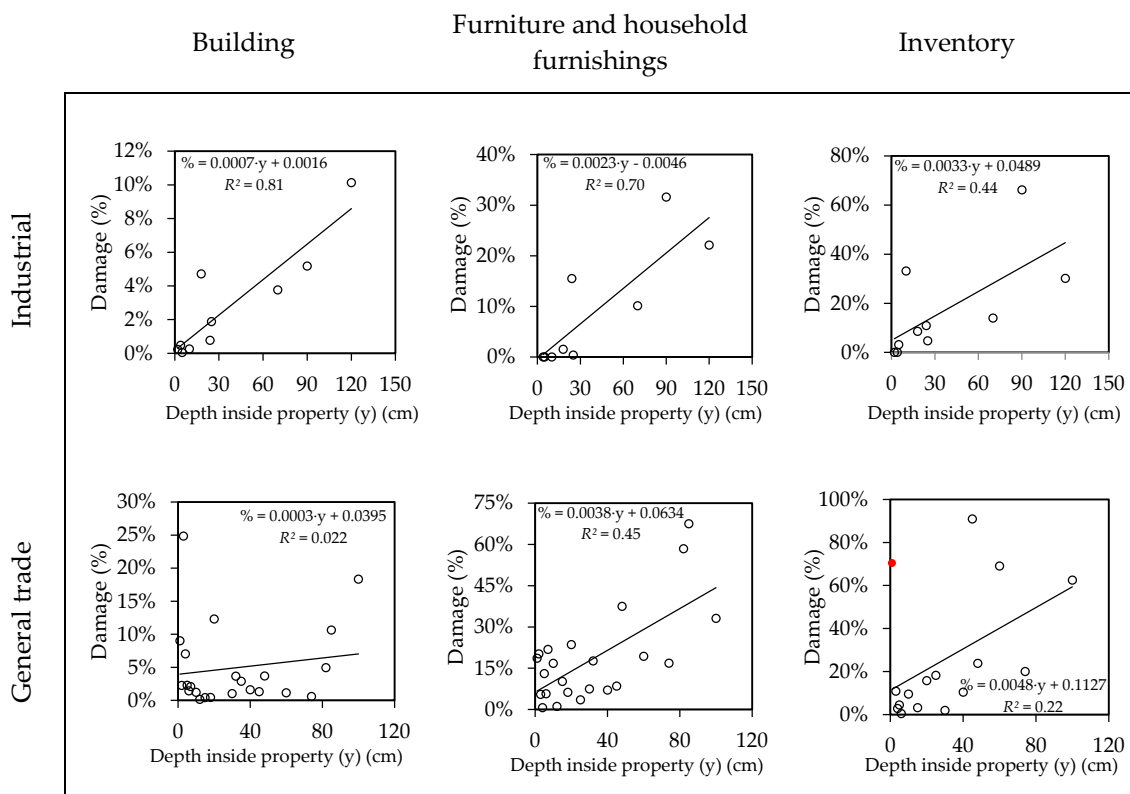 Building
Furniture and household
furnishings
Inventory
Industrial
Damage (%)
12%
10%
8%
6%
4%
2%
0%
% = 0.0007·y + 0.0016
R² = 0.81
0 30 60 90 120 150
Depth inside property (y) (cm)
Damage (%)
40%
30%
20%
10%
0%
% = 0.0023·y - 0.0046
R² = 0.70
0 30 60 90 120 150
Depth inside property (y) (cm)
Damage (%)
80%
60%
40%
20%
0%
% = 0.0033·y + 0.0489
R² = 0.44
0 30 60 90 120 150
Depth inside property (y) (cm)
General trade
Damage (%)
30%
25%
20%
15%
10%
5%
0%
% = 0.0003·y + 0.0395
R² = 0.022
0 40 80 120
Depth inside property (y) (cm)
Damage (%)
75%
60%
45%
30%
15%
0%
% = 0.0038·y + 0.0634
R² = 0.45
0 40 80 120
Depth inside property (y) (cm)
Damage (%)
100%
80%
60%
40%
20%
0%
% = 0.0048·y + 0.1127
R² = 0.22
0 40 80 120
Depth inside property (y) (cm)